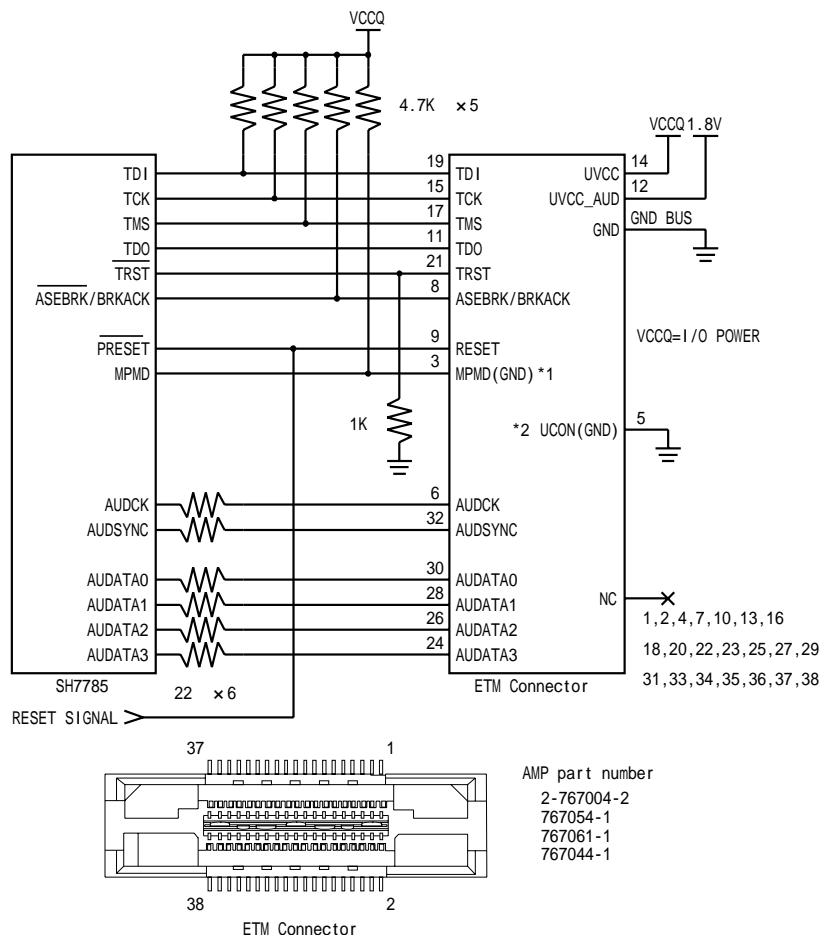 VCCQ
4.7K ×5
VCCQ 1.8V
19
TDI
TDI
UVCC
14
15
TCK
TCK
UVCC_AUD
12
17
TMS
TMS
GND
GND BUS
11
TDO
TDO
21
TRST
TRST
8
ASEBRK/BRKACK
ASEBRK/BRKACK
9
PRESET
RESET
VCCQ=I/O POWER
3
MPMD
MPMD(GND) *1
1K
*2 UCON(GND)
5
6
AUDCK
AUDCK
32
AUDSYNC
AUDSYNC
30
AUDATA0
AUDATA0
NC
28
AUDATA1
AUDATA1
1,2,4,7,10,13,16
26
AUDATA2
AUDATA2
18,20,22,23,25,27,29
24
AUDATA3
AUDATA3
31,33,34,35,36,37,38
SH7785
22 ×6
ETM Connector
RESET SIGNAL
37
1
AMP part number
2-767004-2
767054-1
767061-1
767044-1
38
2
ETM Connector